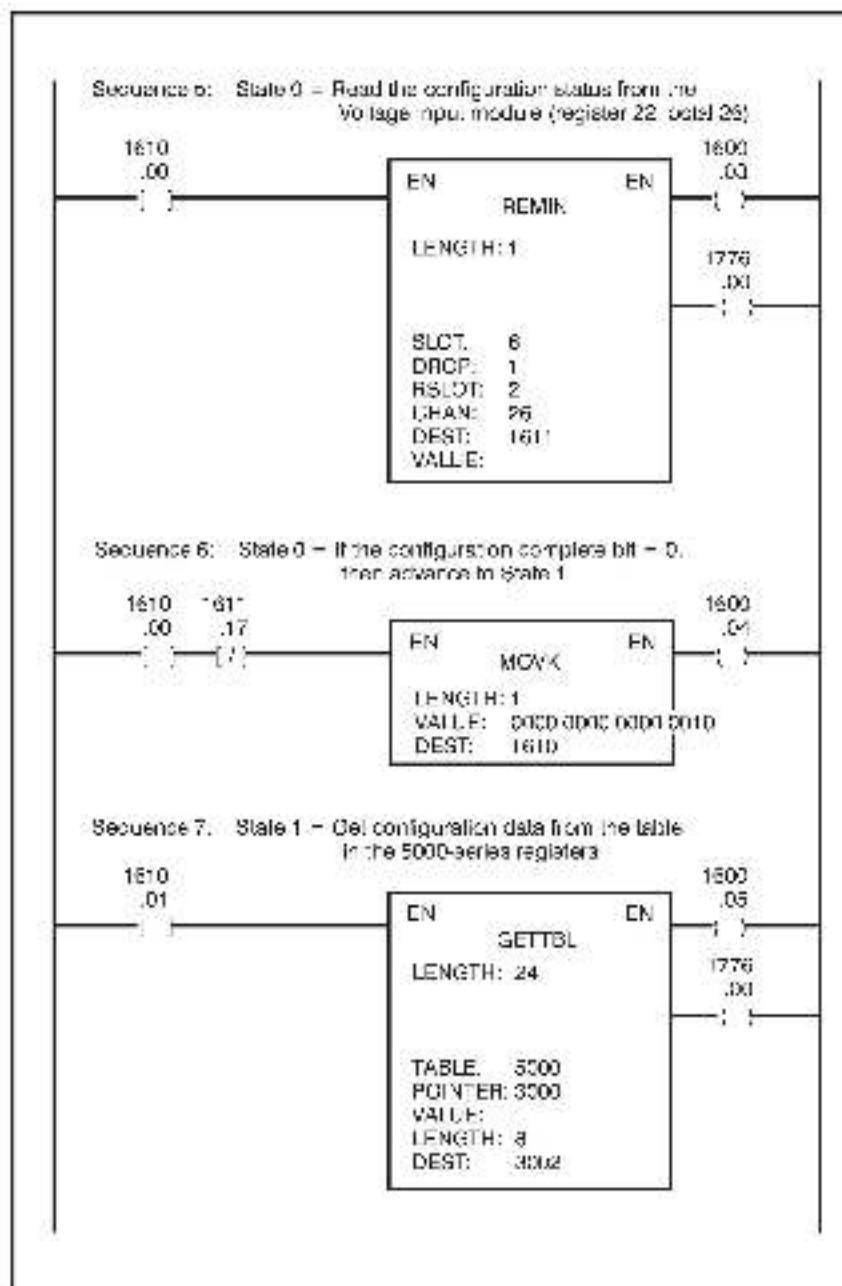 Sequence 5: State 0 – Read the configuration status from the
Voltage Input module (register 22, octal 26)
1610
.00
1600
.03
EN EN
REMIN
LENGTH: 1
1776
.00
SLOT: 6
DROP: 1
RSLOT: 2
CHAN: 26
DEST: 1611
VALUE:
Sequence 6: State 0 – If the configuration complete bit = 0,
then advance to State 1
1610 1611
.00 .17
1600
.04
EN EN
MOVK
LENGTH: 1
VALUE: 0000 0000 0000 0010
DEST: 1610
Sequence 7: State 1 – Get configuration data from the table
in the 5000-series registers
1610
.01
1600
.05
EN EN
GETTBL
LENGTH: 24
1776
.00
TABLE: 5000
POINTER: 3000
VALUE:
LENGTH: 8
DEST: 3002